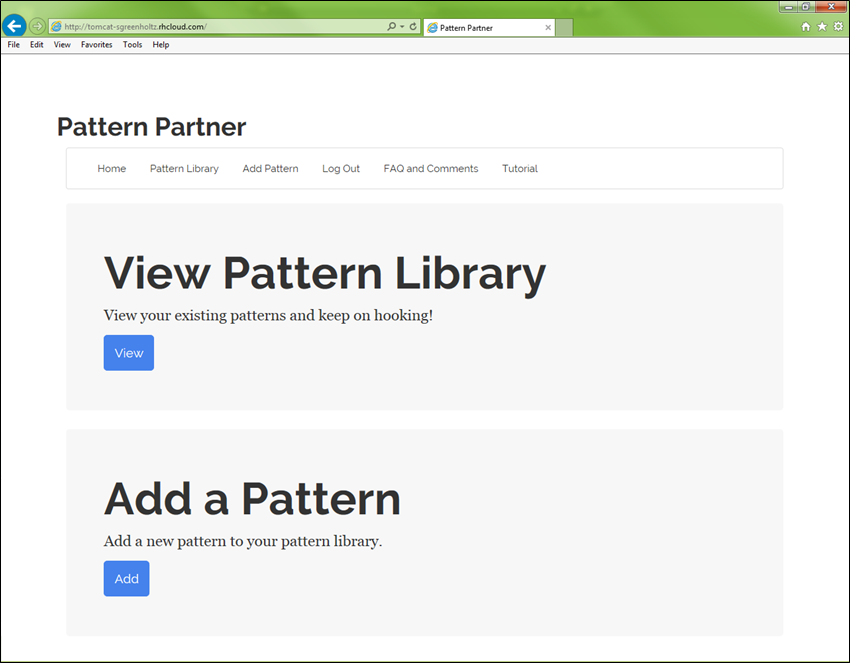 http://tomcat-sgreenholtz.rhcloud.com/
Pattern Partner
File Edit View Favorites Tools Help
Pattern Partner
Home Pattern Library Add Pattern Log Out FAQ and Comments Tutorial
View Pattern Library
View your existing patterns and keep on hooking!
View
Add a Pattern
Add a new pattern to your pattern library.
Add